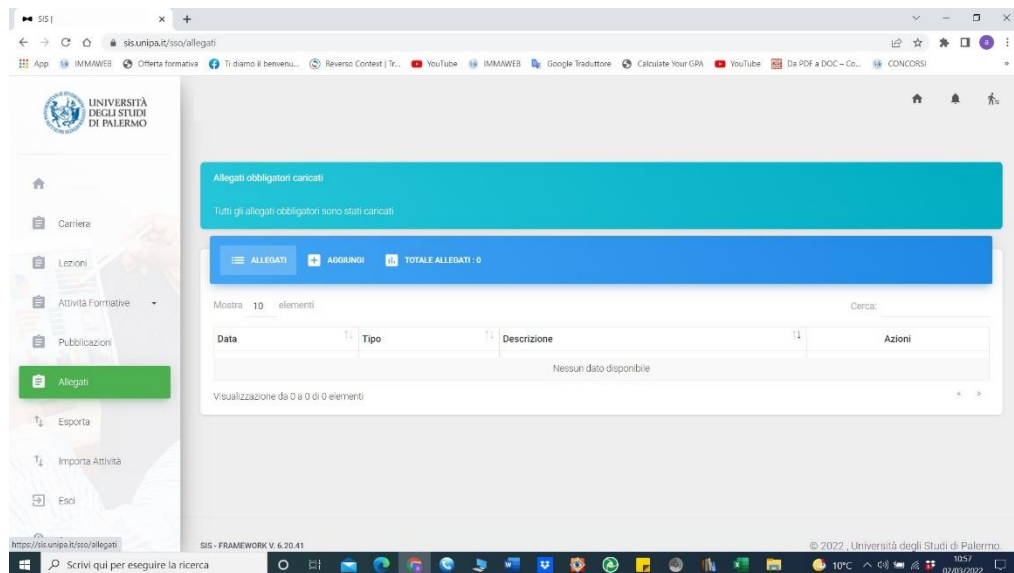 SIS |
sis.unipa.it/sso/allegati
App IMMAWEB Offerta formativa Ti diamo il benvenu... Reverso Context | Tr... YouTube IMMAWEB Google Traduttore Calculate Your GPA YouTube Da PDF a DOC – Co... CONCORSI »
UNIVERSITÀ
DEGLI STUDI
DI PALERMO
Allegati obbligatori caricati
Tutti gli allegati obbligatori sono stati caricati
Carriera
Lezioni
Attività Formative
Pubblicazioni
Allegati
Esporta
Importa Attività
Esci
ALLEGATI AGGIUNGI TOTALE ALLEGATI : 0
Mostra 10 elementi Cerca:
Data Tipo Descrizione Azioni
Nessun dato disponibile
Visualizzazione da 0 a 0 di 0 elementi
https://sis.unipa.it/sso/allegati
SIS - FRAMEWORK V. 6.20.41 © 2022 , Università degli Studi di Palermo.
Scrivi qui per eseguire la ricerca 10°C 10:57
02/03/2022